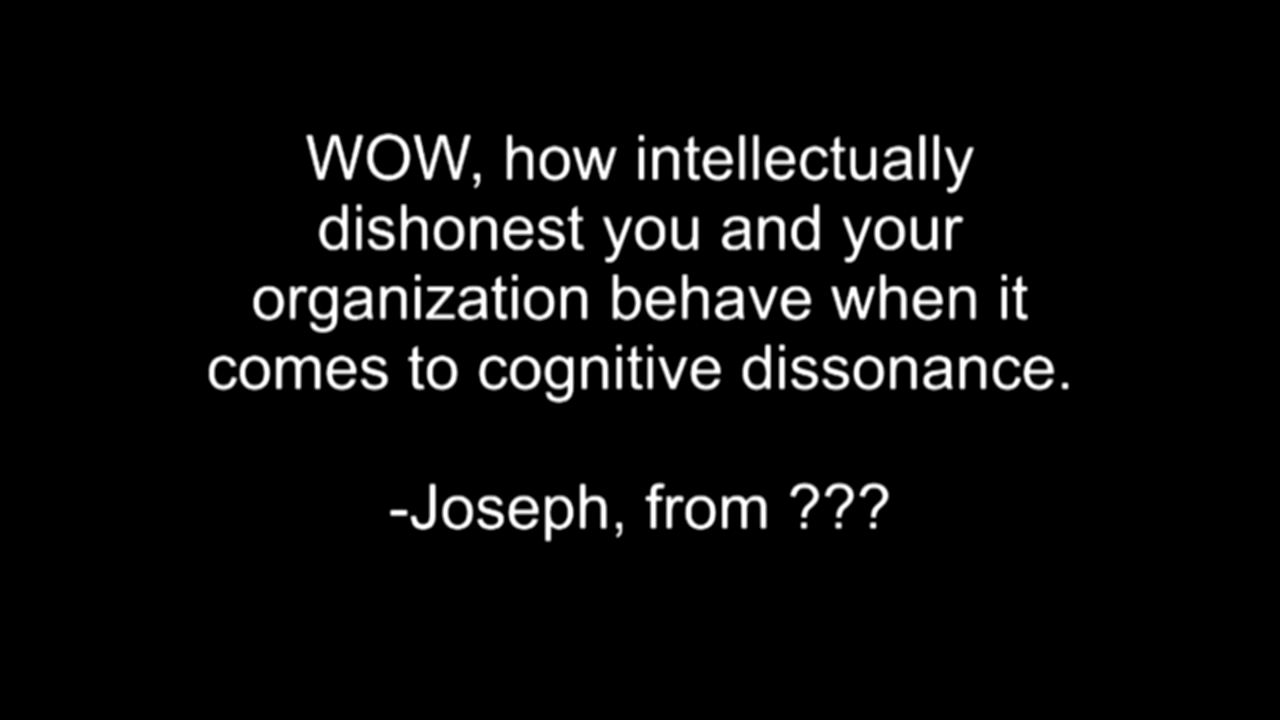 WOW, how intellectually
dishonest you and your
organization behave when it
comes to cognitive dissonance.
-Joseph, from ???